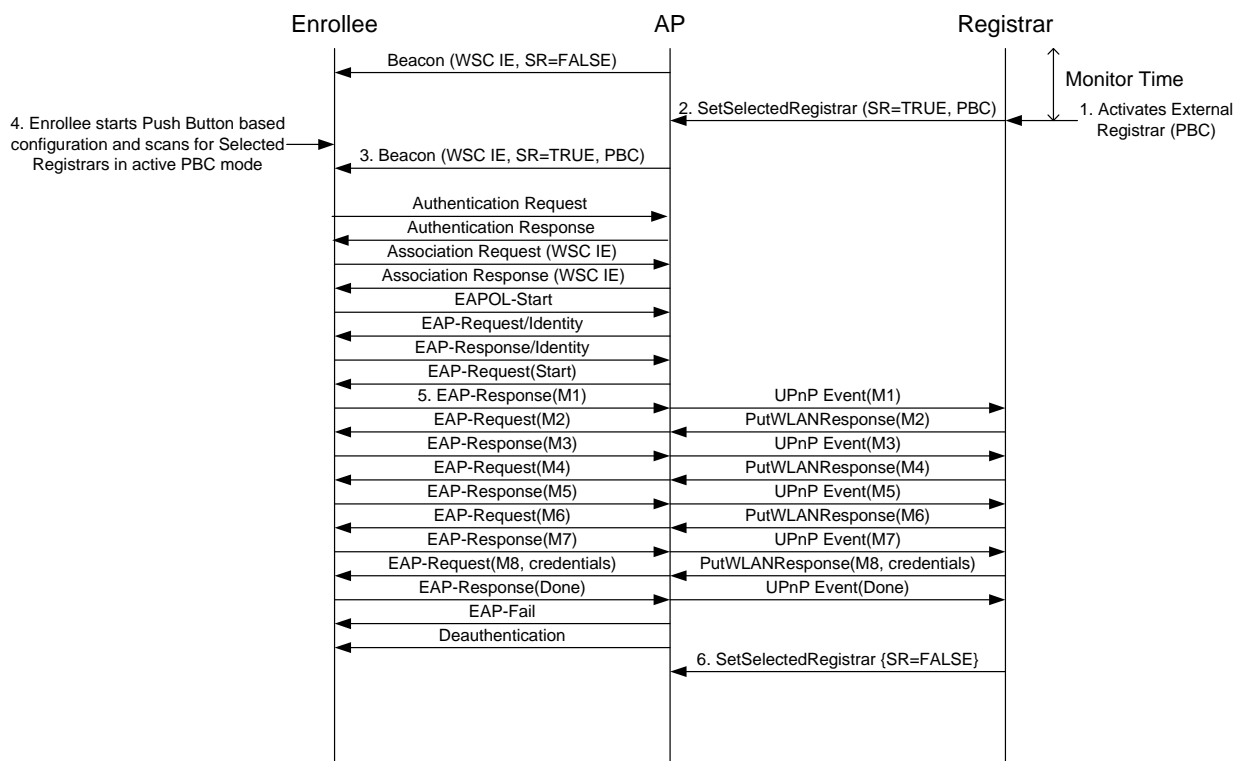 Enrollee AP Registrar
Beacon (WSC IE, SR=FALSE)
Monitor Time
2. SetSelectedRegistrar (SR=TRUE, PBC)
1. Activates External
Registrar (PBC)
4. Enrollee starts Push Button based
configuration and scans for Selected
Registrars in active PBC mode
3. Beacon (WSC IE, SR=TRUE, PBC)
Authentication Request
Authentication Response
Association Request (WSC IE)
Association Response (WSC IE)
EAPOL-Start
EAP-Request/Identity
EAP-Response/Identity
EAP-Request(Start)
5. EAP-Response(M1) UPnP Event(M1)
EAP-Request(M2) PutWLANResponse(M2)
EAP-Response(M3) UPnP Event(M3)
EAP-Request(M4) PutWLANResponse(M4)
EAP-Response(M5) UPnP Event(M5)
EAP-Request(M6) PutWLANResponse(M6)
EAP-Response(M7) UPnP Event(M7)
EAP-Request(M8, credentials) PutWLANResponse(M8, credentials)
EAP-Response(Done) UPnP Event(Done)
EAP-Fail
Deauthentication
6. SetSelectedRegistrar {SR=FALSE}